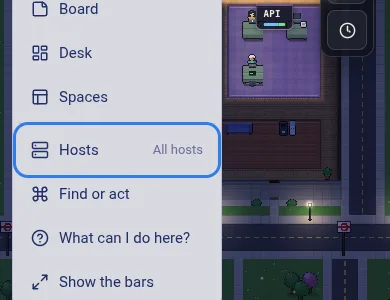 Board
API
Desk
Spaces
Hosts All hosts
Find or act
What can I do here?
Show the bars